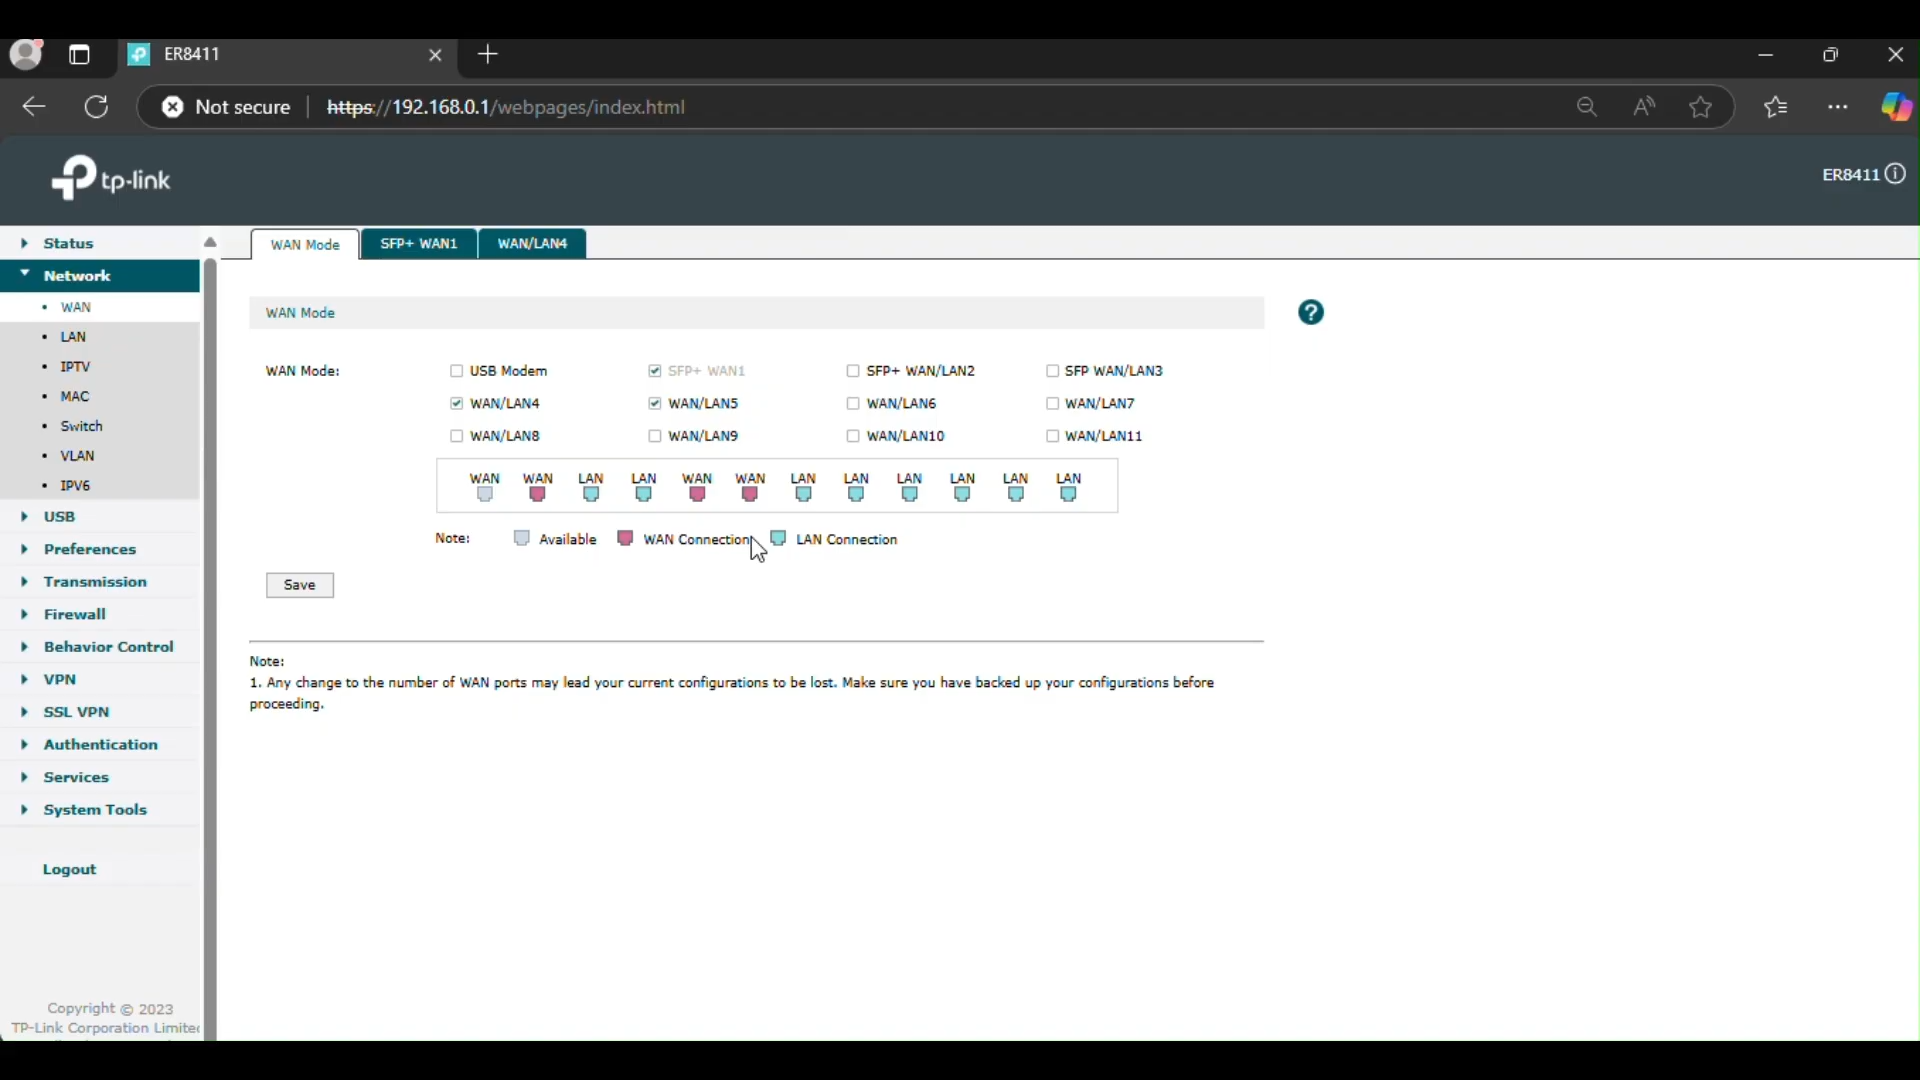 ER8411
Not secure https://192.168.0.1/webpages/index.html
tp-link
ER8411
Status
Network
WAN
LAN
IPTV
MAC
Switch
VLAN
IPV6
USB
Preferences
Transmission
Firewall
Behavior Control
VPN
SSL VPN
Authentication
Services
System Tools
Logout
Copyright © 2023
TP-Link Corporation Limited
WAN Mode SFP+ WAN1 WAN/LAN4
WAN Mode
WAN Mode: USB Modem SFP+ WAN1 SFP+ WAN/LAN2 SFP WAN/LAN3
WAN/LAN4 WAN/LAN5 WAN/LAN6 WAN/LAN7
WAN/LAN8 WAN/LAN9 WAN/LAN10 WAN/LAN11
WAN WAN LAN LAN WAN WAN LAN LAN LAN LAN LAN LAN
Note: Available WAN Connection LAN Connection
Save
Note:
1. Any change to the number of WAN ports may lead your current configurations to be lost. Make sure you have backed up your configurations before
proceeding.